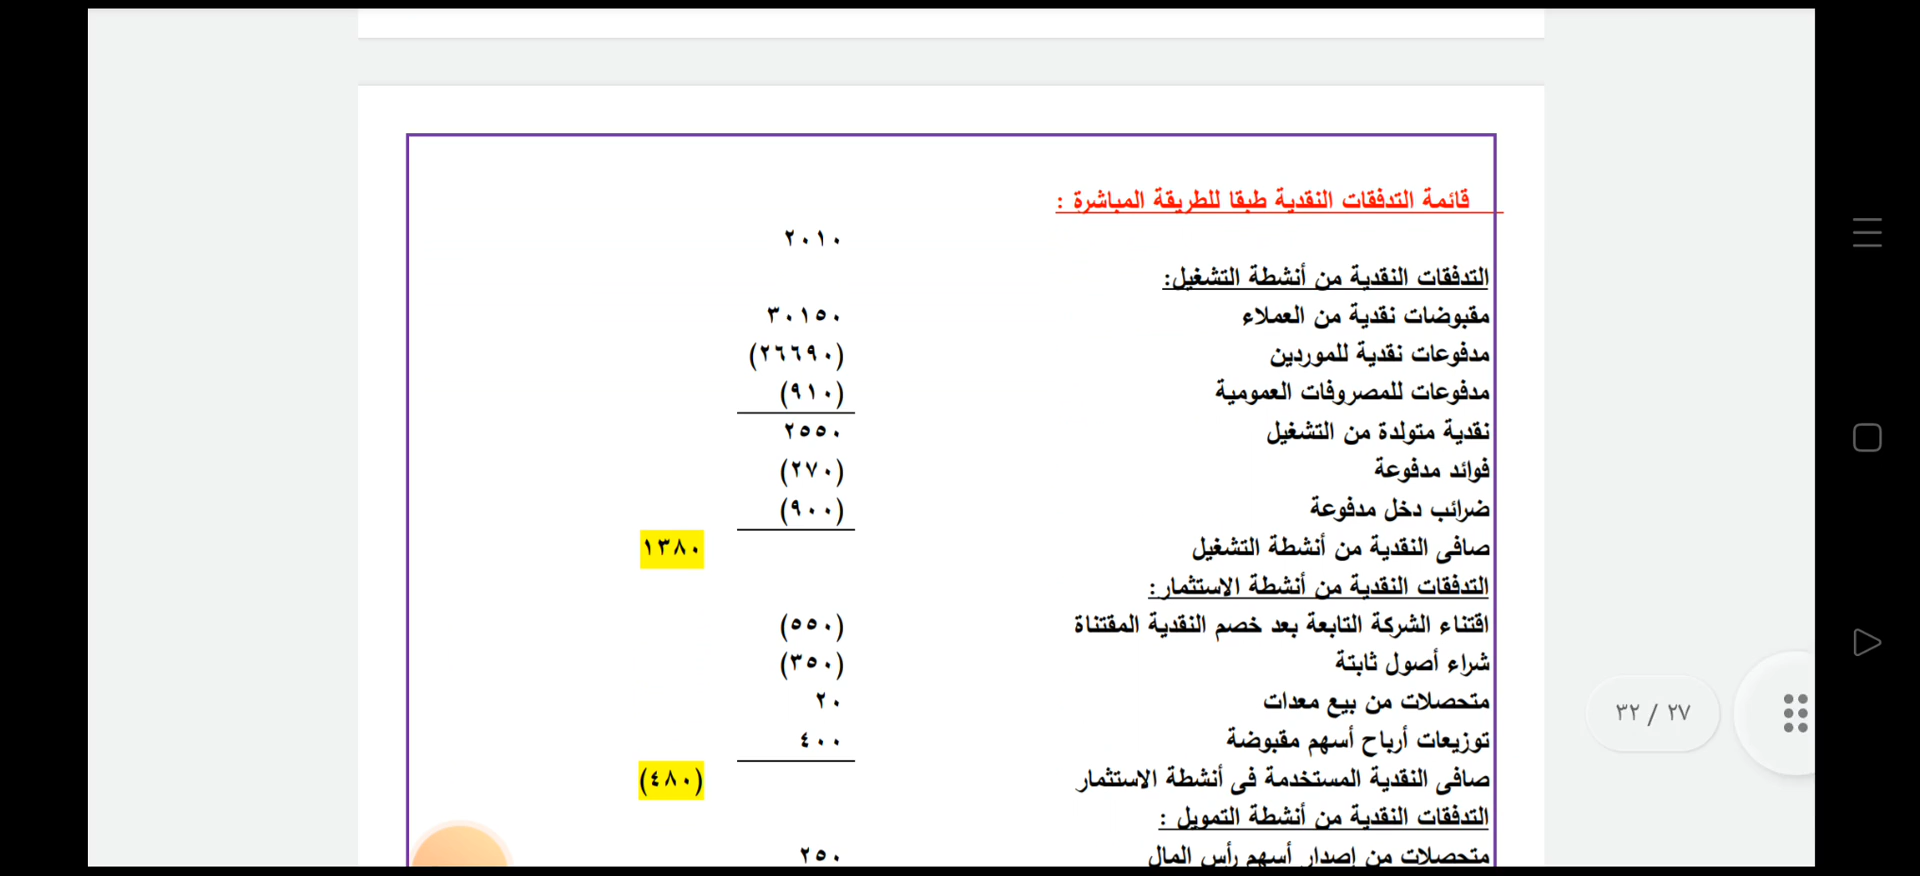 قائمة التدفقات النقدية طبقا للطريقة المباشرة :
٢٠١٠
التدفقات النقدية من أنشطة التشغيل:
مقبوضات نقدية من العملاء ٣٠١٥٠
مدفوعات نقدية للموردين (٢٦٦٩٠)
مدفوعات للمصروفات العمومية (٩١٠)
نقدية متولدة من التشغيل ٢٥٥٠
فوائد مدفوعة (٢٧٠)
ضرائب دخل مدفوعة (٩٠٠)
صافى النقدية من أنشطة التشغيل ١٣٨٠
التدفقات النقدية من أنشطة الاستثمار:
اقتناء الشركة التابعة بعد خصم النقدية المقتناة (٥٥٠)
شراء أصول ثابتة (٣٥٠)
متحصلات من بيع معدات ٢٠
توزيعات أرباح أسهم مقبوضة ٤٠٠
صافى النقدية المستخدمة فى أنشطة الاستثمار (٤٨٠)
التدفقات النقدية من أنشطة التمويل :
متحصلات من إصدار أسهم رأس المال ٢٥٠
٢٧ / ٣٢